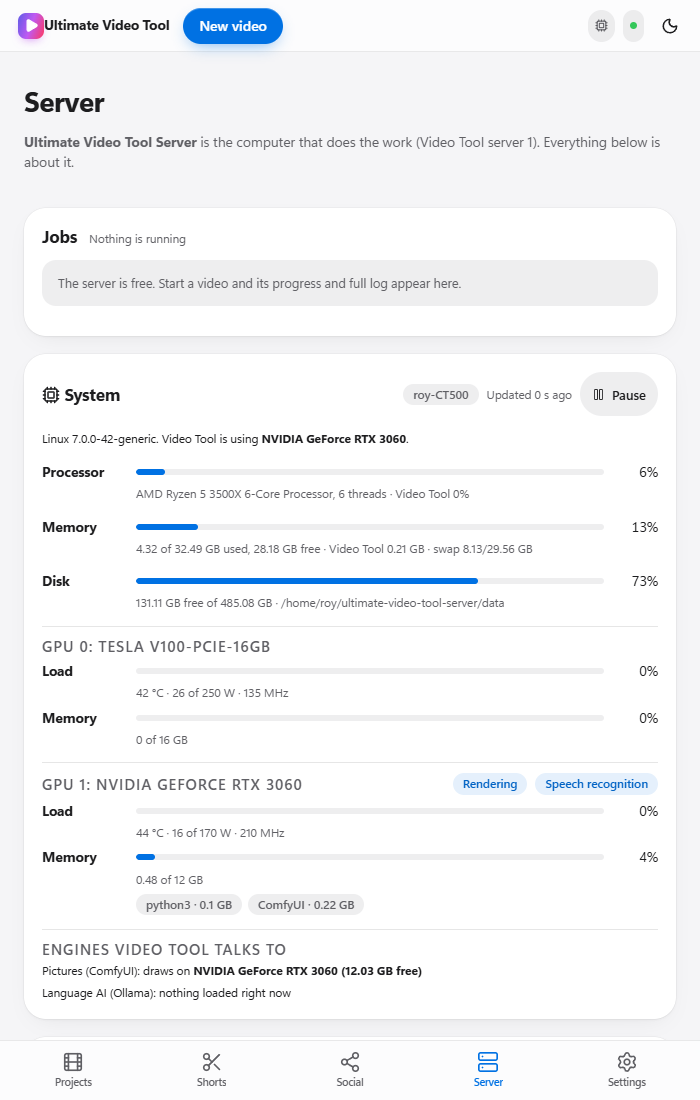 Ultimate Video Tool
New video
Server
Ultimate Video Tool Server is the computer that does the work (Video Tool server 1). Everything below is
about it.
Jobs Nothing is running
The server is free. Start a video and its progress and full log appear here.
System
roy-CT500 Updated 0 s ago Pause
Linux 7.0.0-42-generic. Video Tool is using NVIDIA GeForce RTX 3060.
Processor 6%
AMD Ryzen 5 3500X 6-Core Processor, 6 threads · Video Tool 0%
Memory 13%
4.32 of 32.49 GB used, 28.18 GB free · Video Tool 0.21 GB · swap 8.13/29.56 GB
Disk 73%
131.11 GB free of 485.08 GB · /home/roy/ultimate-video-tool-server/data
GPU 0: TESLA V100-PCIE-16GB
Load 0%
42 °C · 26 of 250 W · 135 MHz
Memory 0%
0 of 16 GB
GPU 1: NVIDIA GEFORCE RTX 3060 Rendering Speech recognition
Load 0%
44 °C · 16 of 170 W · 210 MHz
Memory 4%
0.48 of 12 GB
python3 · 0.1 GB ComfyUI · 0.22 GB
ENGINES VIDEO TOOL TALKS TO
Pictures (ComfyUI): draws on NVIDIA GeForce RTX 3060 (12.03 GB free)
Language AI (Ollama): nothing loaded right now
Projects Shorts Social Server Settings